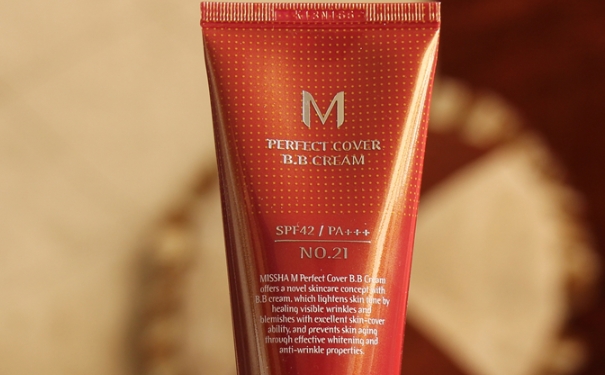 M
PERFECT COVER
B.B CREAM
SPF42 / PA+++
NO.21
MISSHA M Perfect Cover B.B Cream
offers a novel skincare concept with
B.B cream, which lightens skin tone by
healing visible wrinkles and
blemishes with excellent skin-cover
ability, and prevents skin aging
through effective whitening and
anti-wrinkle properties.